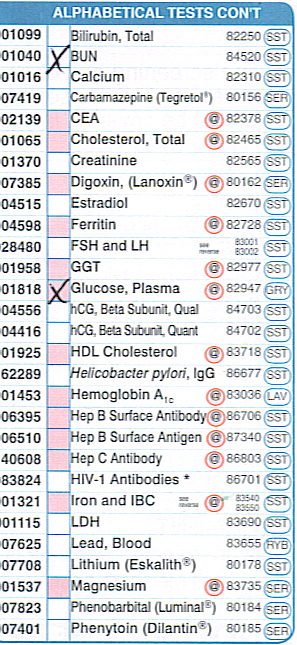 ALPHABETICAL TESTS CON'T
001099 Bilirubin, Total 82250 SST
001040 X BUN 84520 SST
001016 Calcium 82310 SST
007419 Carbamazepine (Tegretol®) 80156 SER
002139 CEA @ 82378 SST
001065 Cholesterol, Total @ 82465 SST
001370 Creatinine 82565 SST
007385 Digoxin, (Lanoxin®) @ 80162 SER
004515 Estradiol 82670 SST
004598 Ferritin @ 82728 SST
028480 FSH and LH see reverse 83001 83002 SST
001958 GGT @ 82977 SST
001818 X Glucose, Plasma @ 82947 GRY
004556 hCG, Beta Subunit, Qual 84703 SST
004416 hCG, Beta Subunit, Quant 84702 SST
001925 HDL Cholesterol @ 83718 SST
162289 Helicobacter pylori, IgG 86677 SST
001453 Hemoglobin A1c @ 83036 LAV
006395 Hep B Surface Antibody @ 86706 SST
006510 Hep B Surface Antigen @ 87340 SST
140608 Hep C Antibody @ 86803 SST
083824 HIV-1 Antibodies * 86701 SST
001321 Iron and IBC see reverse @ 83540 83550 SST
001115 LDH 83690 SST
007625 Lead, Blood 83655 RYB
007708 Lithium (Eskalith®) 80178 SST
001537 Magnesium @ 83735 SER
007823 Phenobarbital (Luminal®) 80184 SER
007401 Phenytoin (Dilantin®) 80185 SER